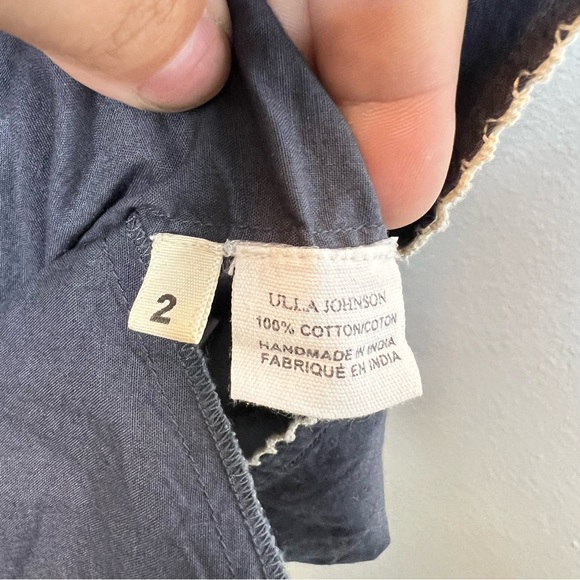 2
ULLA JOHNSON
100% COTTON/COTON
HANDMADE IN INDIA
FABRIQUÉ EN INDIA